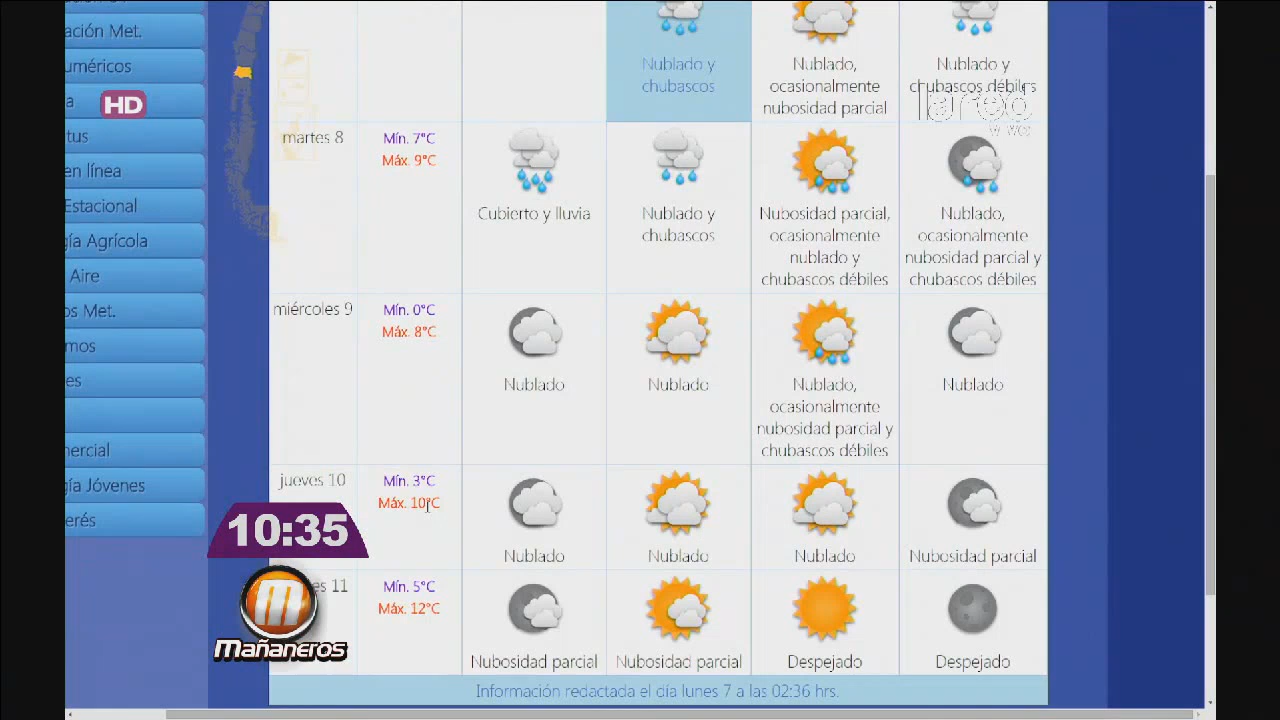 ación Met.
uméricos
a
HD
tus
en línea
Estacional
gía Agrícola
Aire
os Met.
mos
es
nercial
gía Jóvenes
erés
Nublado y
chubascos
Nublado,
ocasionalmente
nubosidad parcial
Nublado y
chubascos débiles
martes 8
Mín. 7°C
Máx. 9°C
Cubierto y lluvia
Nublado y
chubascos
Nubosidad parcial,
ocasionalmente
nublado y
chubascos débiles
Nublado,
ocasionalmente
nubosidad parcial y
chubascos débiles
miércoles 9
Mín. 0°C
Máx. 8°C
Nublado
Nublado
Nublado,
ocasionalmente
nubosidad parcial y
chubascos débiles
Nublado
jueves 10
Mín. 3°C
Máx. 10°C
Nublado
Nublado
Nublado
Nubosidad parcial
es 11
Mín. 5°C
Máx. 12°C
Nubosidad parcial
Nubosidad parcial
Despejado
Despejado
10:35
m
Mañaneros
Información redactada el día lunes 7 a las 02:36 hrs.